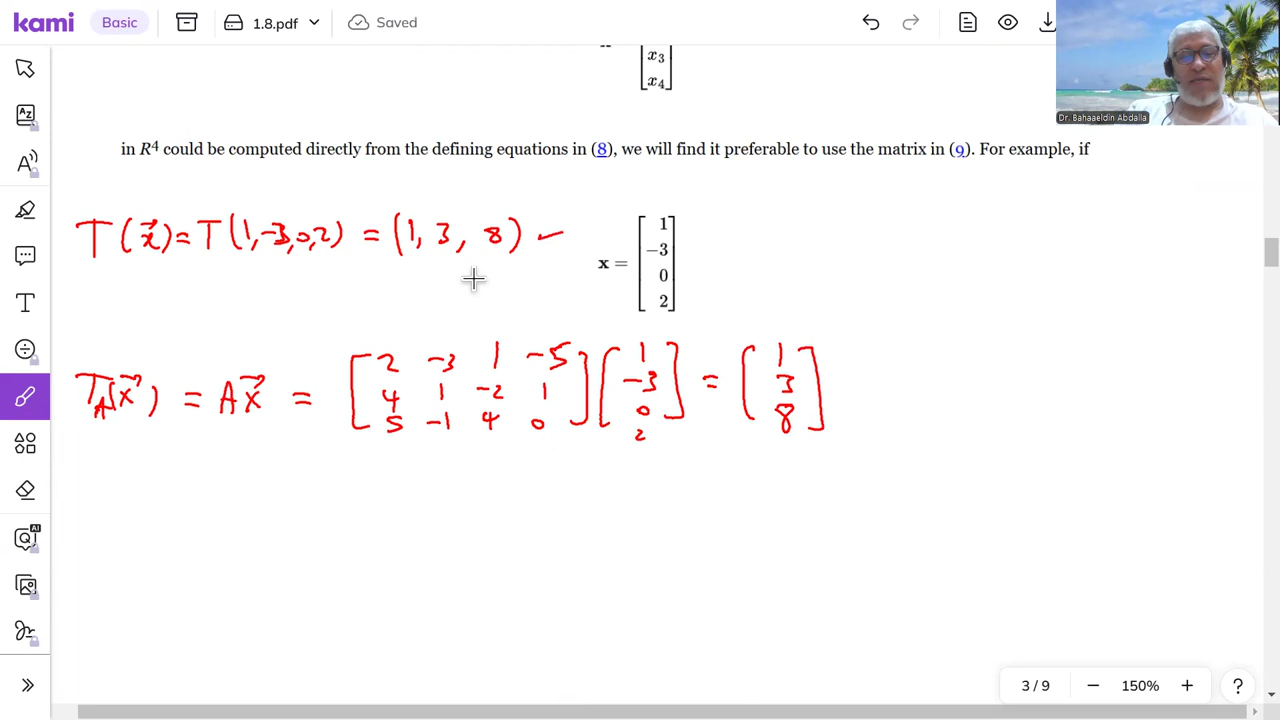 kami Basic 1.8.pdf Saved
x₃
x₄
Dr. Bahaaeldin Abdalla
in R⁴ could be computed directly from the defining equations in (8), we will find it preferable to use the matrix in (9). For example, if
T(x⃗)= T(1,-3,0,2) = (1, 3, 8)
x = [1
−3
0
2]
T_A(x⃗) = Ax⃗ = [2 -3 1 -5 ; 4 1 -2 1 ; 5 -1 4 0] [1 ; -3 ; 0 ; 2] = [1 ; 3 ; 8]
3 / 9 − 150% + ?